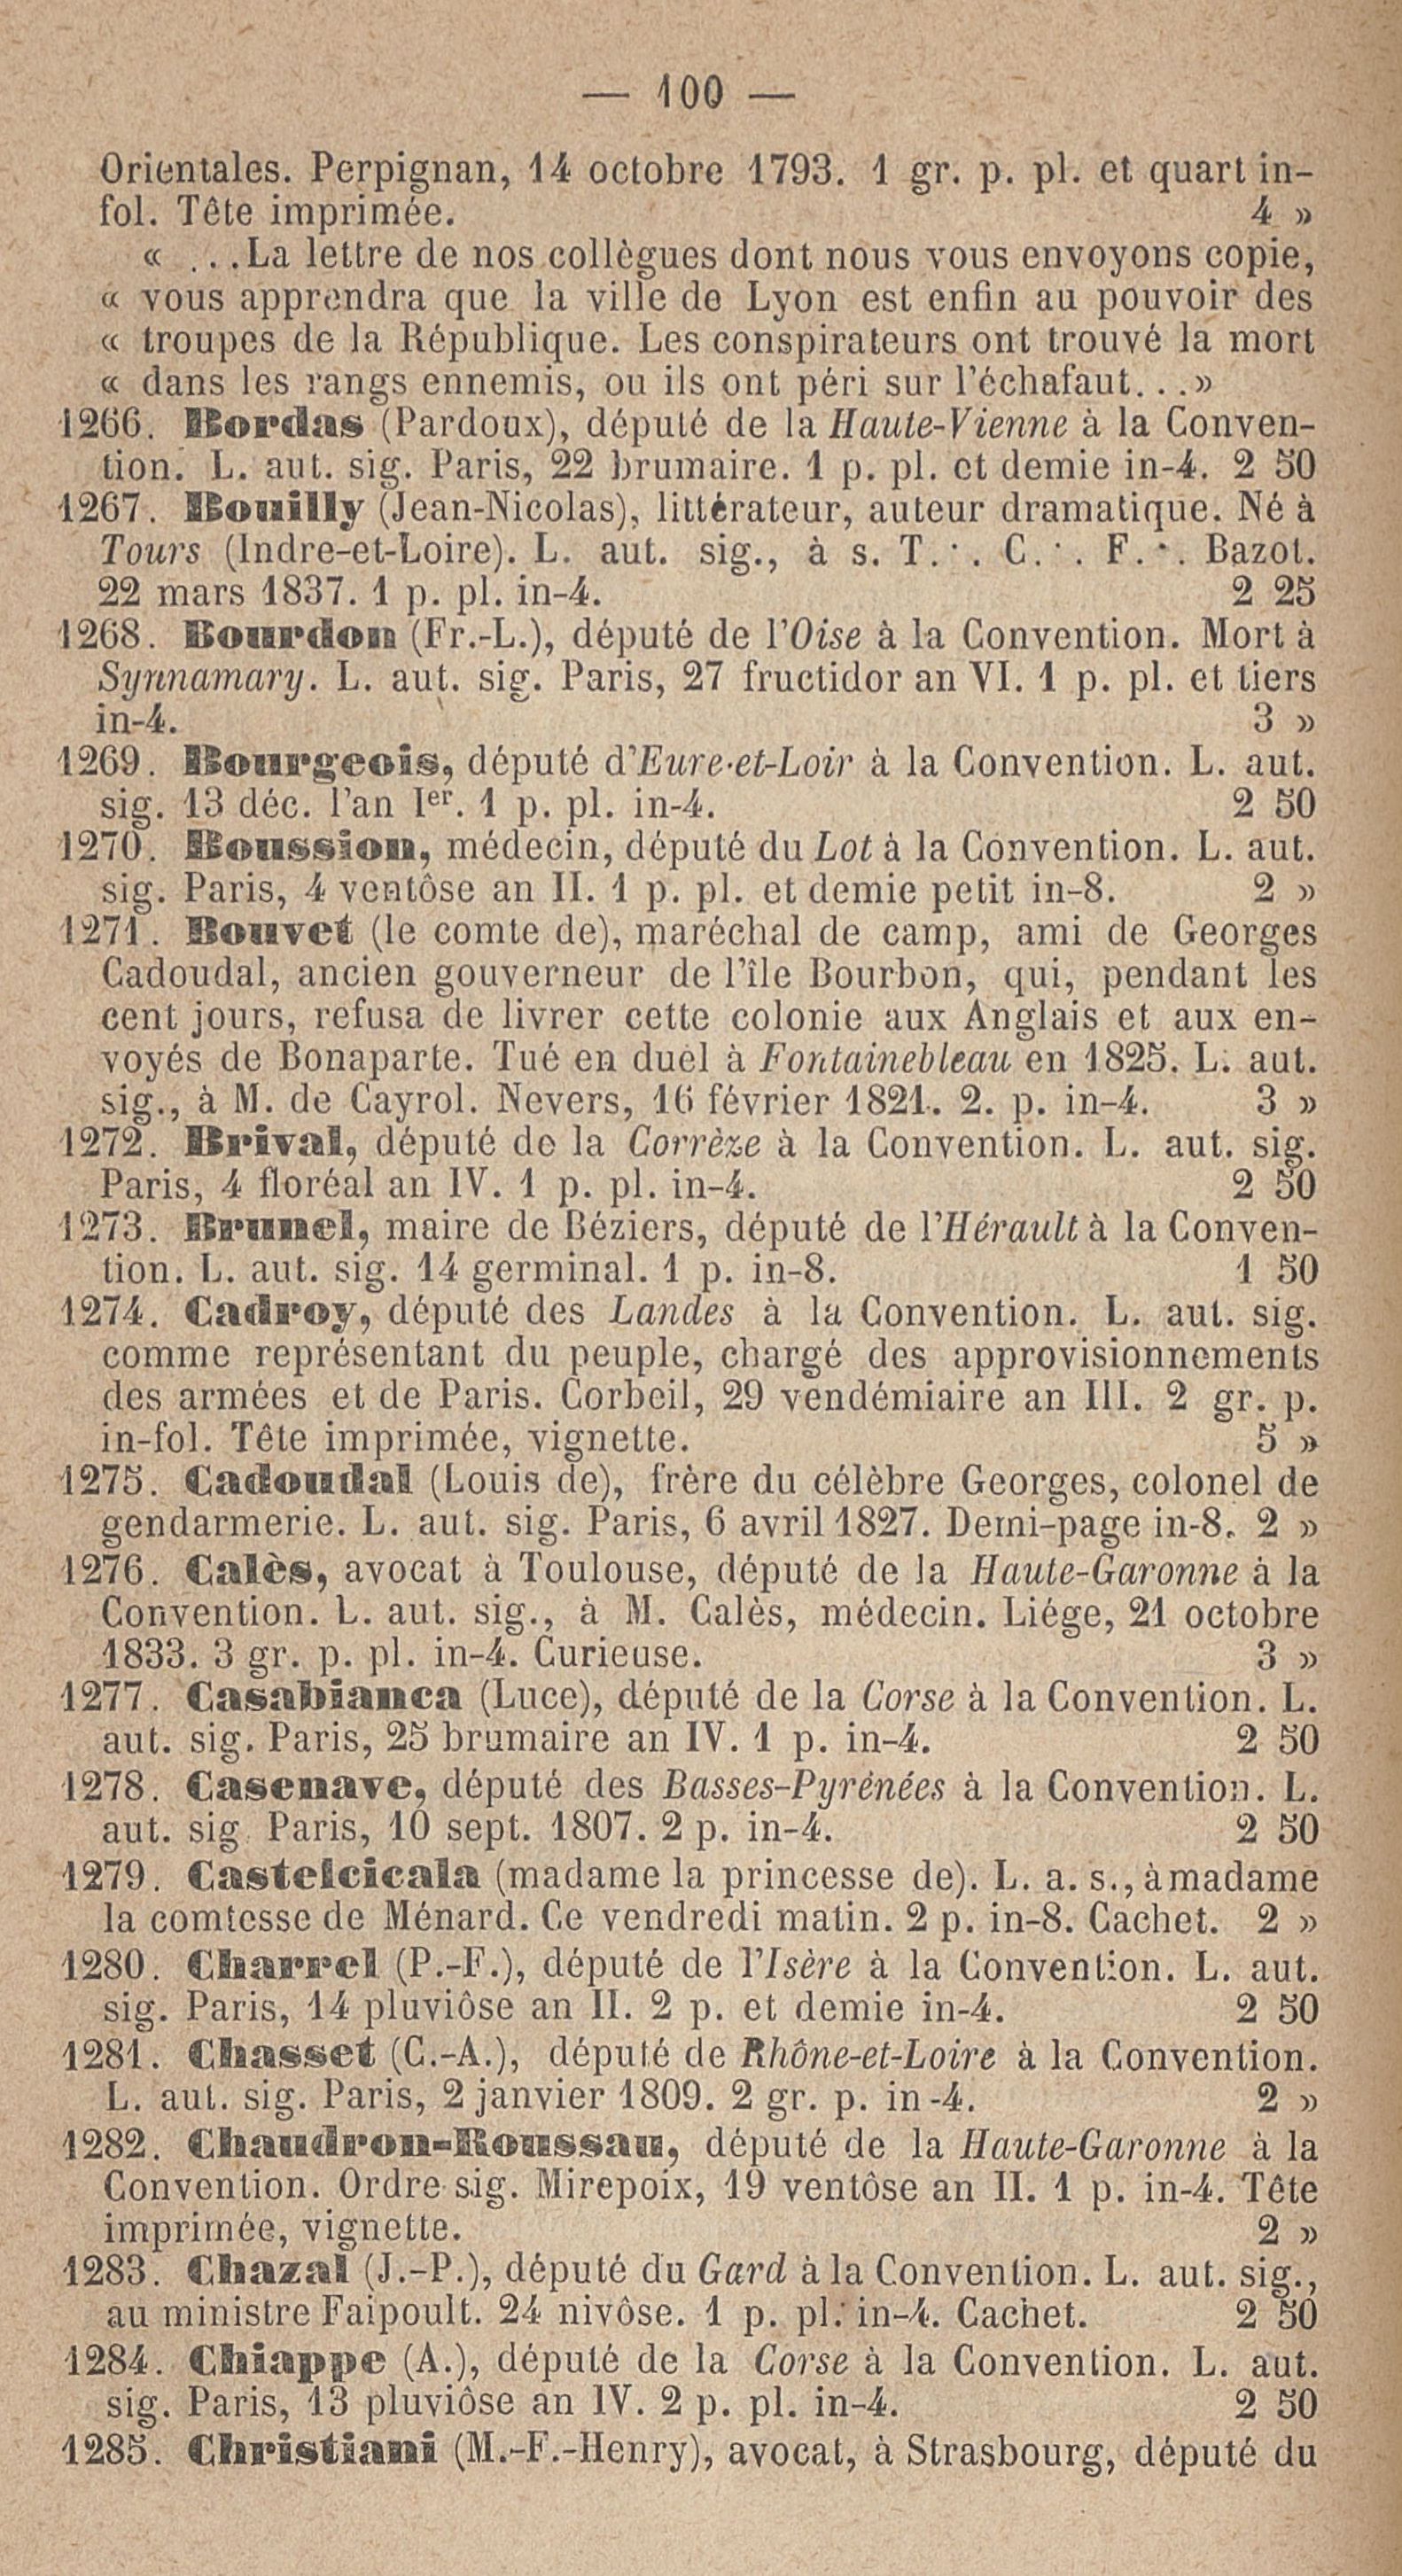 — 100 —
Orientales. Perpignan, 14 octobre 1793. 1 gr. p. pl. et quart in-
fol. Tête imprimée. 4 »
« ...La lettre de nos collègues dont nous vous envoyons copie,
« vous apprendra que la ville de Lyon est enfin au pouvoir des
« troupes de la République. Les conspirateurs ont trouvé la mort
« dans les rangs ennemis, ou ils ont péri sur l'échafaut...»
1266. Bordas (Pardoux), député de la Haute-Vienne à la Conven-
tion. L. aut. sig. Paris, 22 brumaire. 1 p. pl. et demie in-4. 2 50
1267. Bouilly (Jean-Nicolas), littérateur, auteur dramatique. Né à
Tours (Indre-et-Loire). L. aut. sig., à s. T.·. C.·. F.·. Bazot.
22 mars 1837. 1 p. pl. in-4. 2 25
1268. Bourdon (Fr.-L.), député de l'Oise à la Convention. Mort à
Synnamary. L. aut. sig. Paris, 27 fructidor an VI. 1 p. pl. et tiers
in-4. 3 »
1269. Bourgeois, député d'Eure-et-Loir à la Convention. L. aut.
sig. 13 déc. l'an Ier. 1 p. pl. in-4. 2 50
1270. Boussion, médecin, député du Lot à la Convention. L. aut.
sig. Paris, 4 ventôse an II. 1 p. pl. et demie petit in-8. 2 »
1271. Bouvet (le comte de), maréchal de camp, ami de Georges
Cadoudal, ancien gouverneur de l'île Bourbon, qui, pendant les
cent jours, refusa de livrer cette colonie aux Anglais et aux en-
voyés de Bonaparte. Tué en duel à Fontainebleau en 1825. L. aut.
sig., à M. de Cayrol. Nevers, 16 février 1821. 2. p. in-4. 3 »
1272. Brival, député de la Corrèze à la Convention. L. aut. sig.
Paris, 4 floréal an IV. 1 p. pl. in-4. 2 50
1273. Brunel, maire de Béziers, député de l'Hérault à la Conven-
tion. L. aut. sig. 14 germinal. 1 p. in-8. 1 50
1274. Cadroy, député des Landes à la Convention. L. aut. sig.
comme représentant du peuple, chargé des approvisionnements
des armées et de Paris. Corbeil, 29 vendémiaire an III. 2 gr. p.
in-fol. Tête imprimée, vignette. 5 »
1275. Cadoudal (Louis de), frère du célèbre Georges, colonel de
gendarmerie. L. aut. sig. Paris, 6 avril 1827. Demi-page in-8. 2 »
1276. Calès, avocat à Toulouse, député de la Haute-Garonne à la
Convention. L. aut. sig., à M. Calès, médecin. Liége, 21 octobre
1833. 3 gr. p. pl. in-4. Curieuse. 3 »
1277. Casabianca (Luce), député de la Corse à la Convention. L.
aut. sig. Paris, 25 brumaire an IV. 1 p. in-4. 2 50
1278. Casenave, député des Basses-Pyrénées à la Convention. L.
aut. sig. Paris, 10 sept. 1807. 2 p. in-4. 2 50
1279. Castelcicala (madame la princesse de). L. a. s., à madame
la comtesse de Ménard. Ce vendredi matin. 2 p. in-8. Cachet. 2 »
1280. Charrel (P.-F.), député de l'Isère à la Convention. L. aut.
sig. Paris, 14 pluviôse an II. 2 p. et demie in-4. 2 50
1281. Chasset (C.-A.), député de Rhône-et-Loire à la Convention.
L. aut. sig. Paris, 2 janvier 1809. 2 gr. p. in-4. 2 »
1282. Chaudron-Roussau, député de la Haute-Garonne à la
Convention. Ordre sig. Mirepoix, 19 ventôse an II. 1 p. in-4. Tête
imprimée, vignette. 2 »
1283. Chazal (J.-P.), député du Gard à la Convention. L. aut. sig.,
au ministre Faipoult. 24 nivôse. 1 p. pl. in-4. Cachet. 2 50
1284. Chiappe (A.), député de la Corse à la Convention. L. aut.
sig. Paris, 13 pluviôse an IV. 2 p. pl. in-4. 2 50
1285. Christiani (M.-F.-Henry), avocat, à Strasbourg, député du